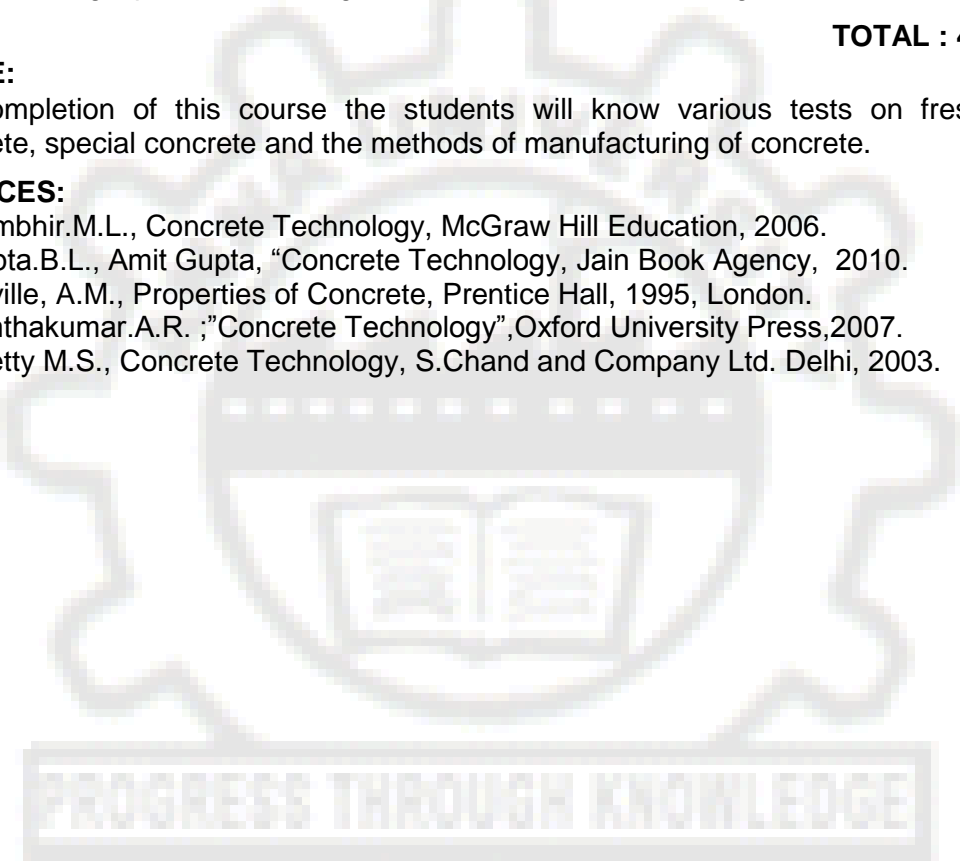 TOTAL : 4
E:
ompletion of this course the students will know various tests on fres
ete, special concrete and the methods of manufacturing of concrete.
CES:
mbhir.M.L., Concrete Technology, McGraw Hill Education, 2006.
pta.B.L., Amit Gupta, “Concrete Technology, Jain Book Agency, 2010.
ville, A.M., Properties of Concrete, Prentice Hall, 1995, London.
nthakumar.A.R. ;”Concrete Technology”,Oxford University Press,2007.
etty M.S., Concrete Technology, S.Chand and Company Ltd. Delhi, 2003.
PROGRESS THROUGH KNOWLEDGE